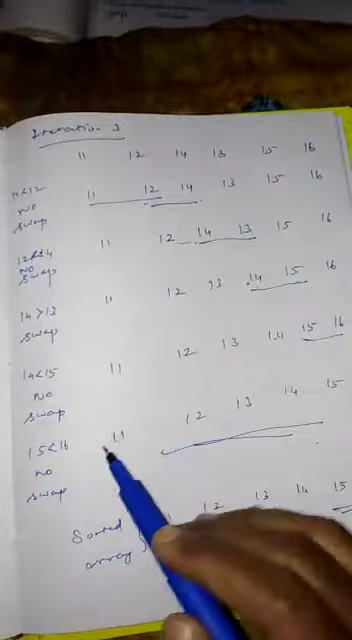 Iteration 3
11 12 14 13 15 16
11<12 no swap 11 12 14 13 15 16
12<14 no swap 11 12 14 13 15 16
14>13 swap 11 12 13 14 15 16
14<15 no swap 11 12 13 14 15 16
15<16 no swap 11 12 13 14 15
Sorted array } 12 13 14 15